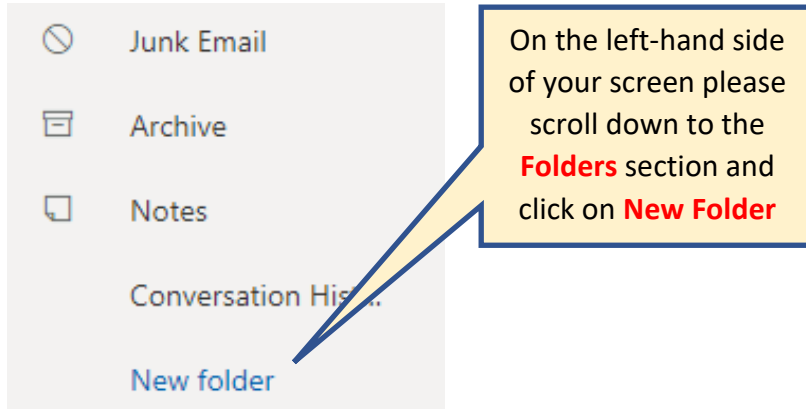 Junk Email
Archive
Notes
Conversation Hist...
New folder
On the left-hand side
of your screen please
scroll down to the
Folders section and
click on New Folder